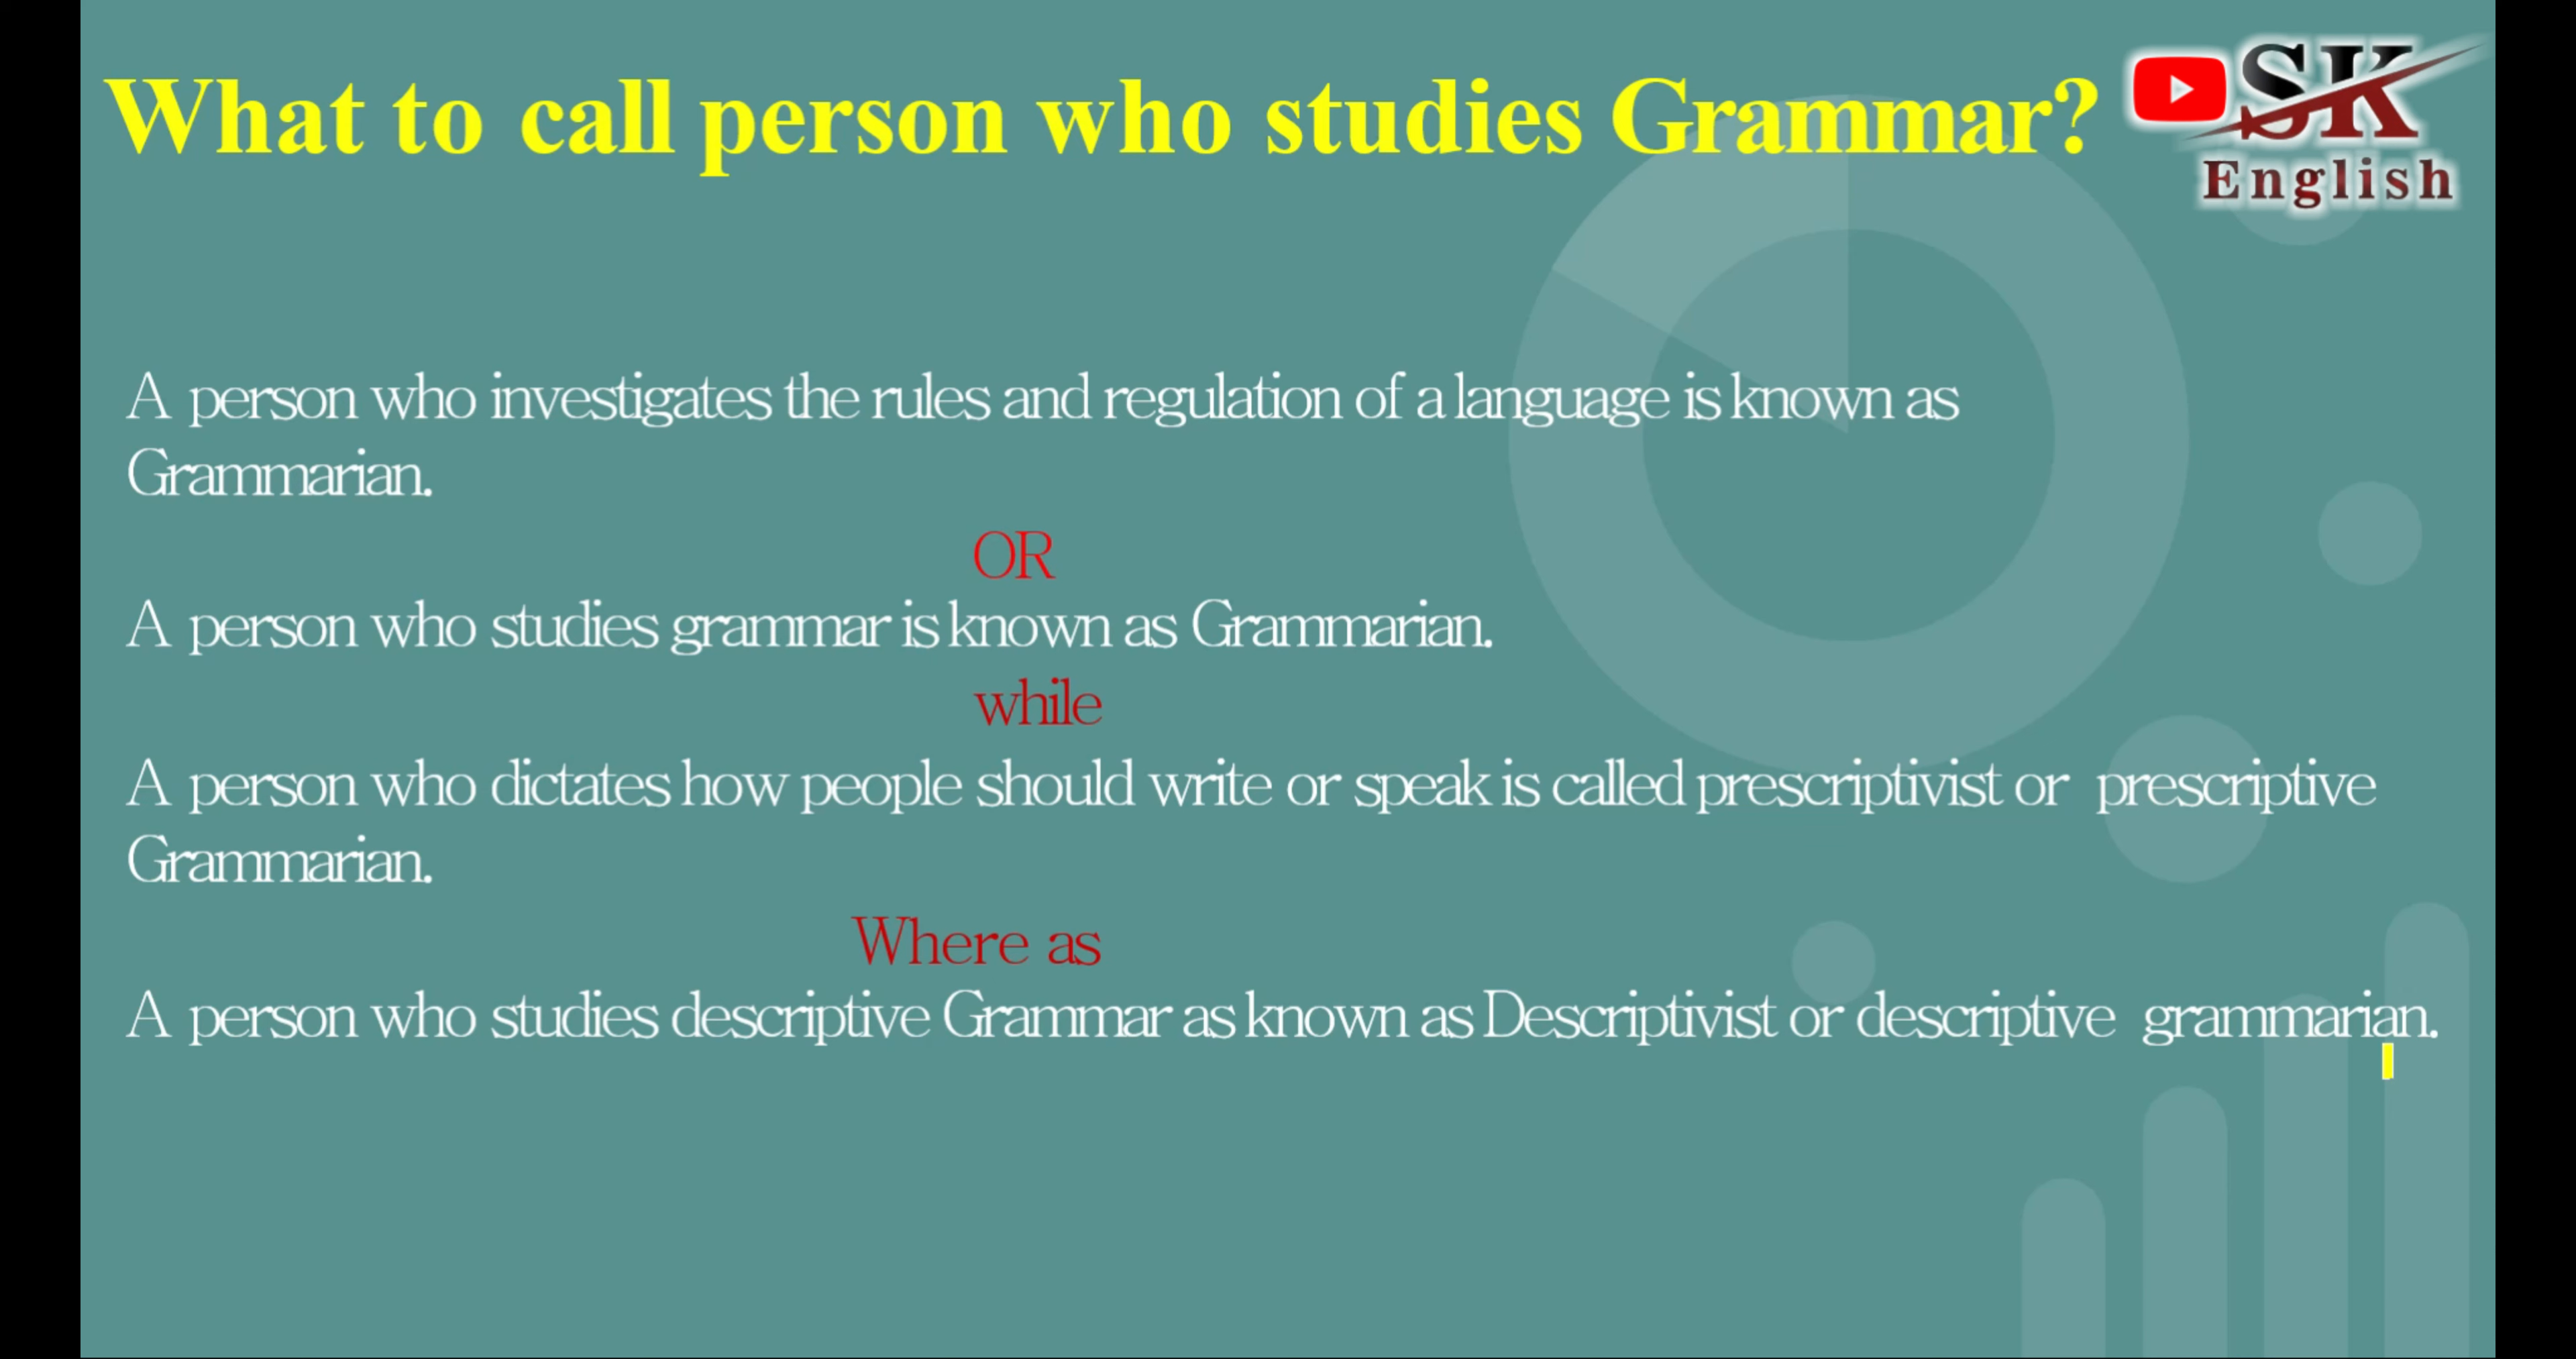 What to call person who studies Grammar?
SK
English
A person who investigates the rules and regulation of a language is known as
Grammarian.
OR
A person who studies grammar is known as Grammarian.
while
A person who dictates how people should write or speak is called prescriptivist or prescriptive
Grammarian.
Where as
A person who studies descriptive Grammar as known as Descriptivist or descriptive grammarian.